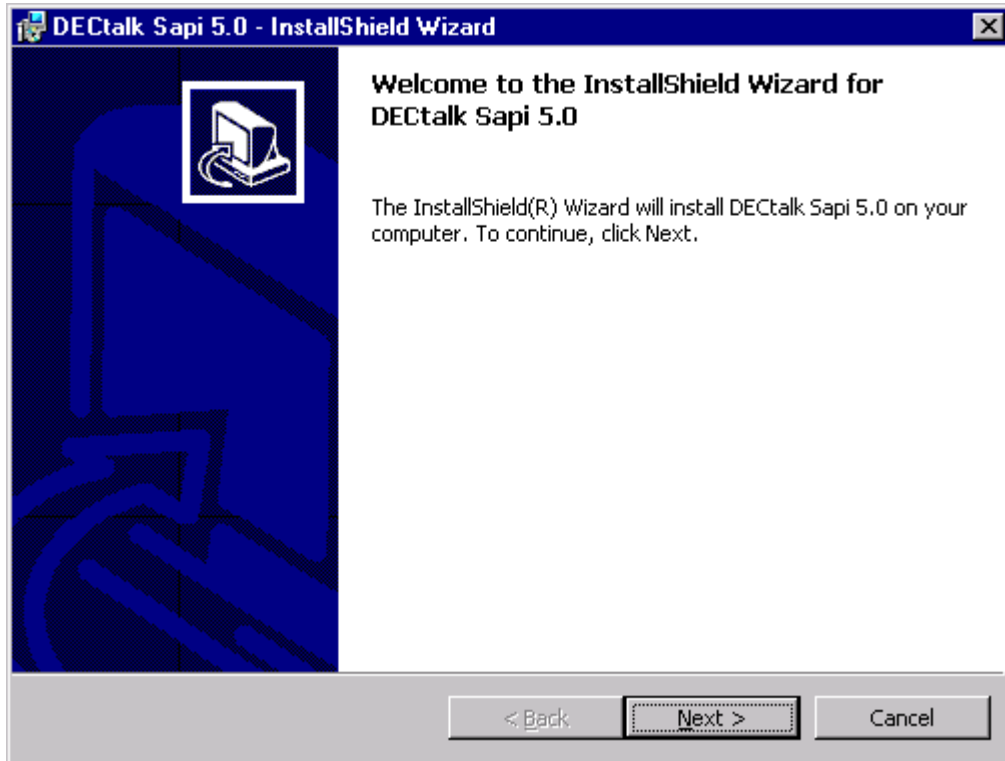 DECtalk Sapi 5.0 - InstallShield Wizard
Welcome to the InstallShield Wizard for
DECtalk Sapi 5.0
The InstallShield(R) Wizard will install DECtalk Sapi 5.0 on your
computer. To continue, click Next.
< Back
Next >
Cancel